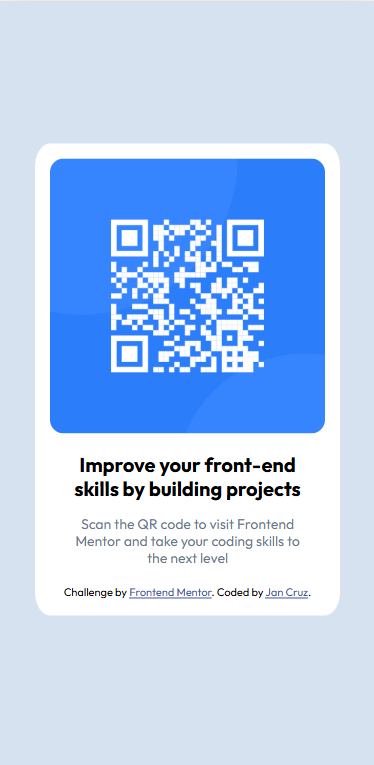 Improve your front-end
skills by building projects
Scan the QR code to visit Frontend
Mentor and take your coding skills to
the next level
Challenge by Frontend Mentor. Coded by Jan Cruz.